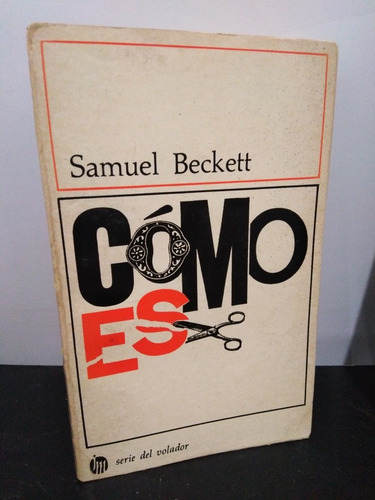 Samuel Beckett
CÓMO
ES
jm serie del volador